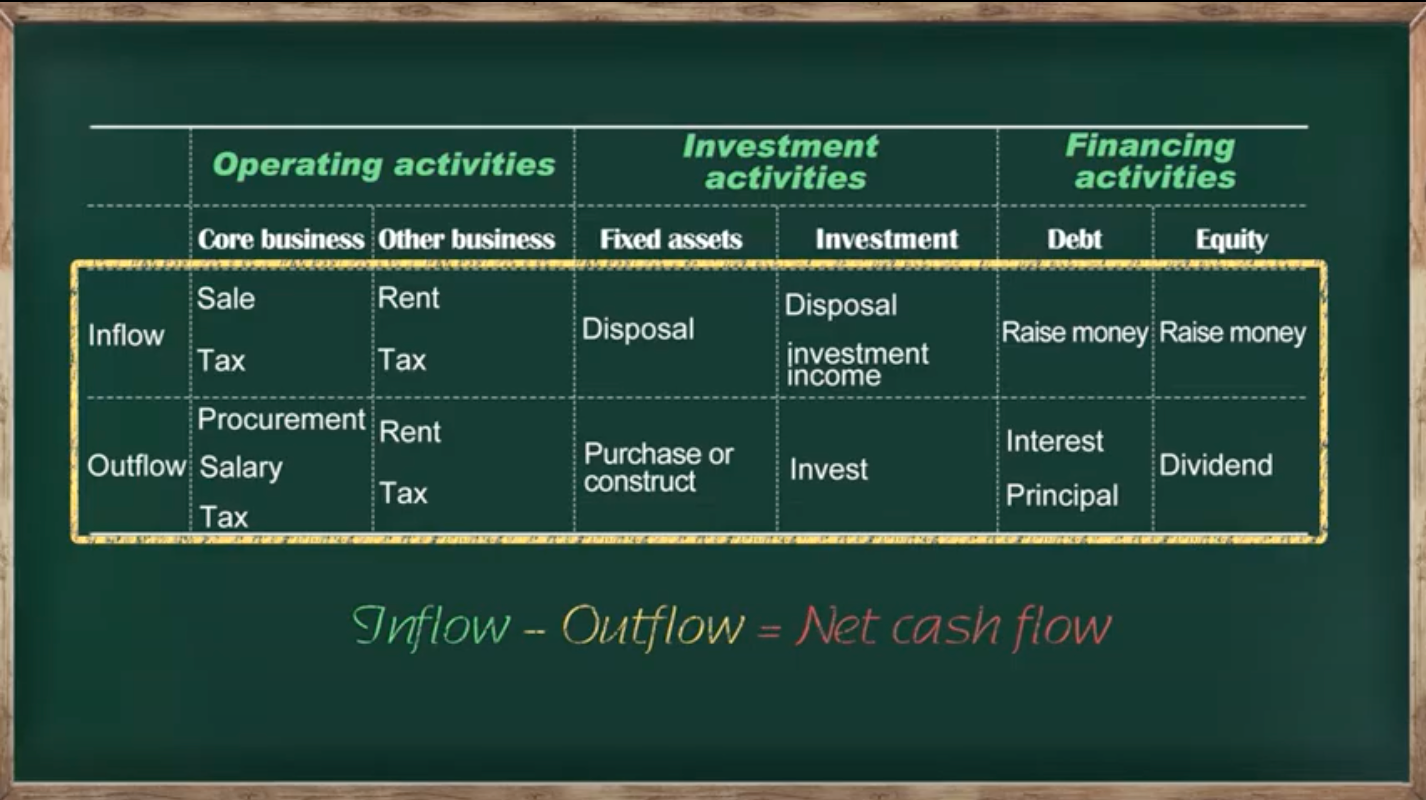 Operating activities
Investment
activities
Financing
activities
Core business
Other business
Fixed assets
Investment
Debt
Equity
Inflow
Sale
Tax
Rent
Tax
Disposal
Disposal
investment
income
Raise money
Raise money
Outflow
Procurement
Salary
Tax
Rent
Tax
Purchase or
construct
Invest
Interest
Principal
Dividend
Inflow - Outflow = Net cash flow